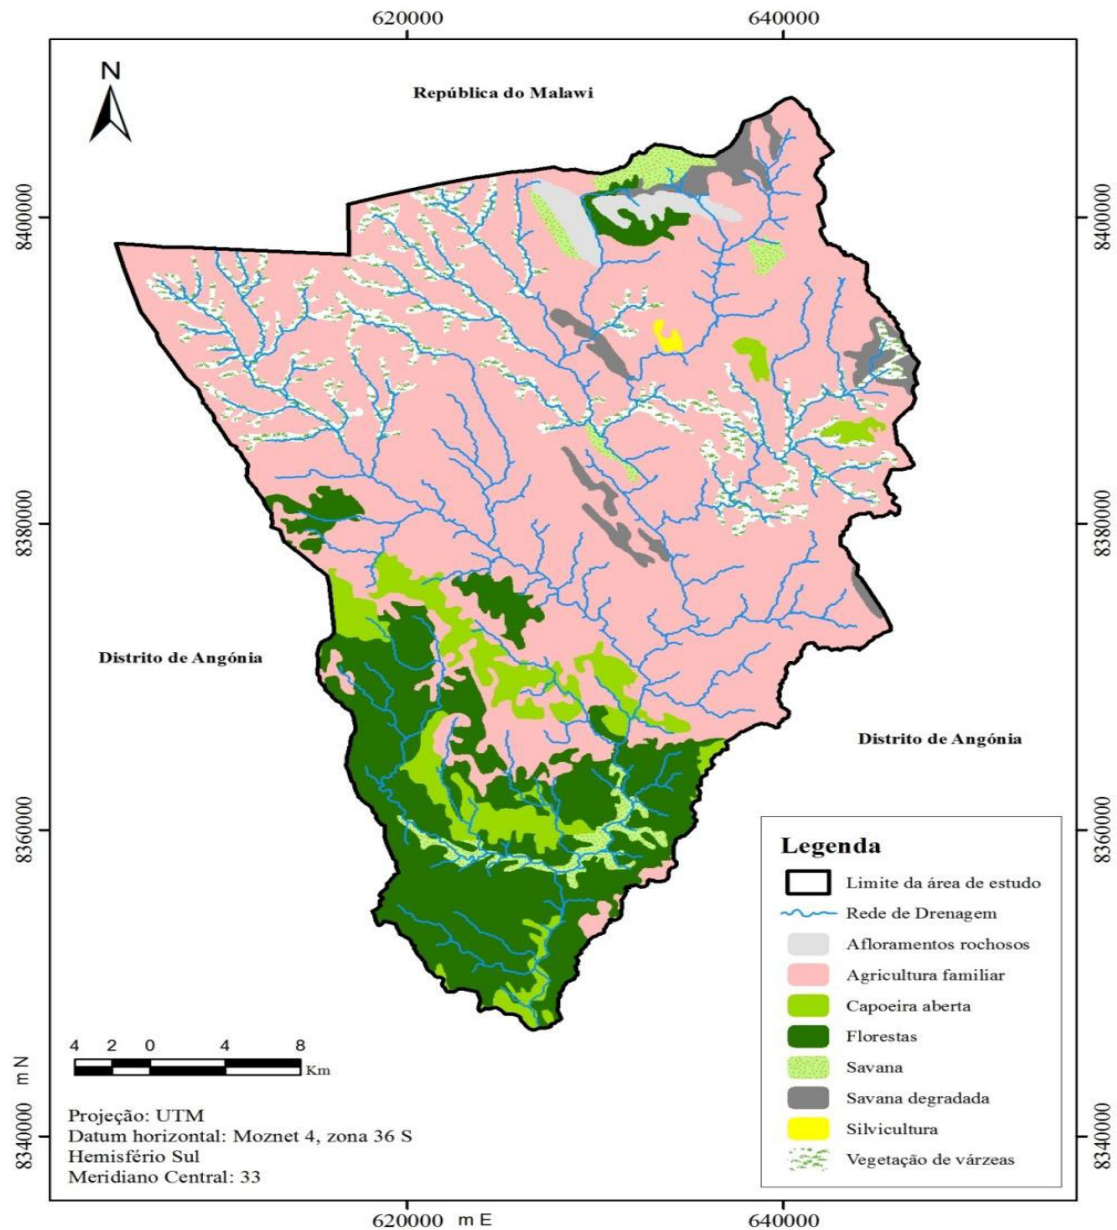 620000 640000
N
República do Malawi
8400000 8400000
8380000 8380000
Distrito de Angónia
Distrito de Angónia
8360000 8360000
Legenda
Limite da área de estudo
Rede de Drenagem
Afloramentos rochosos
Agricultura familiar
Capoeira aberta
Florestas
Savana
Savana degradada
Silvicultura
Vegetação de várzeas
4 2 0 4 8
Km
m N
8340000 8340000
Projeção: UTM
Datum horizontal: Moznet 4, zona 36 S
Hemisfério Sul
Meridiano Central: 33
620000 m E 640000